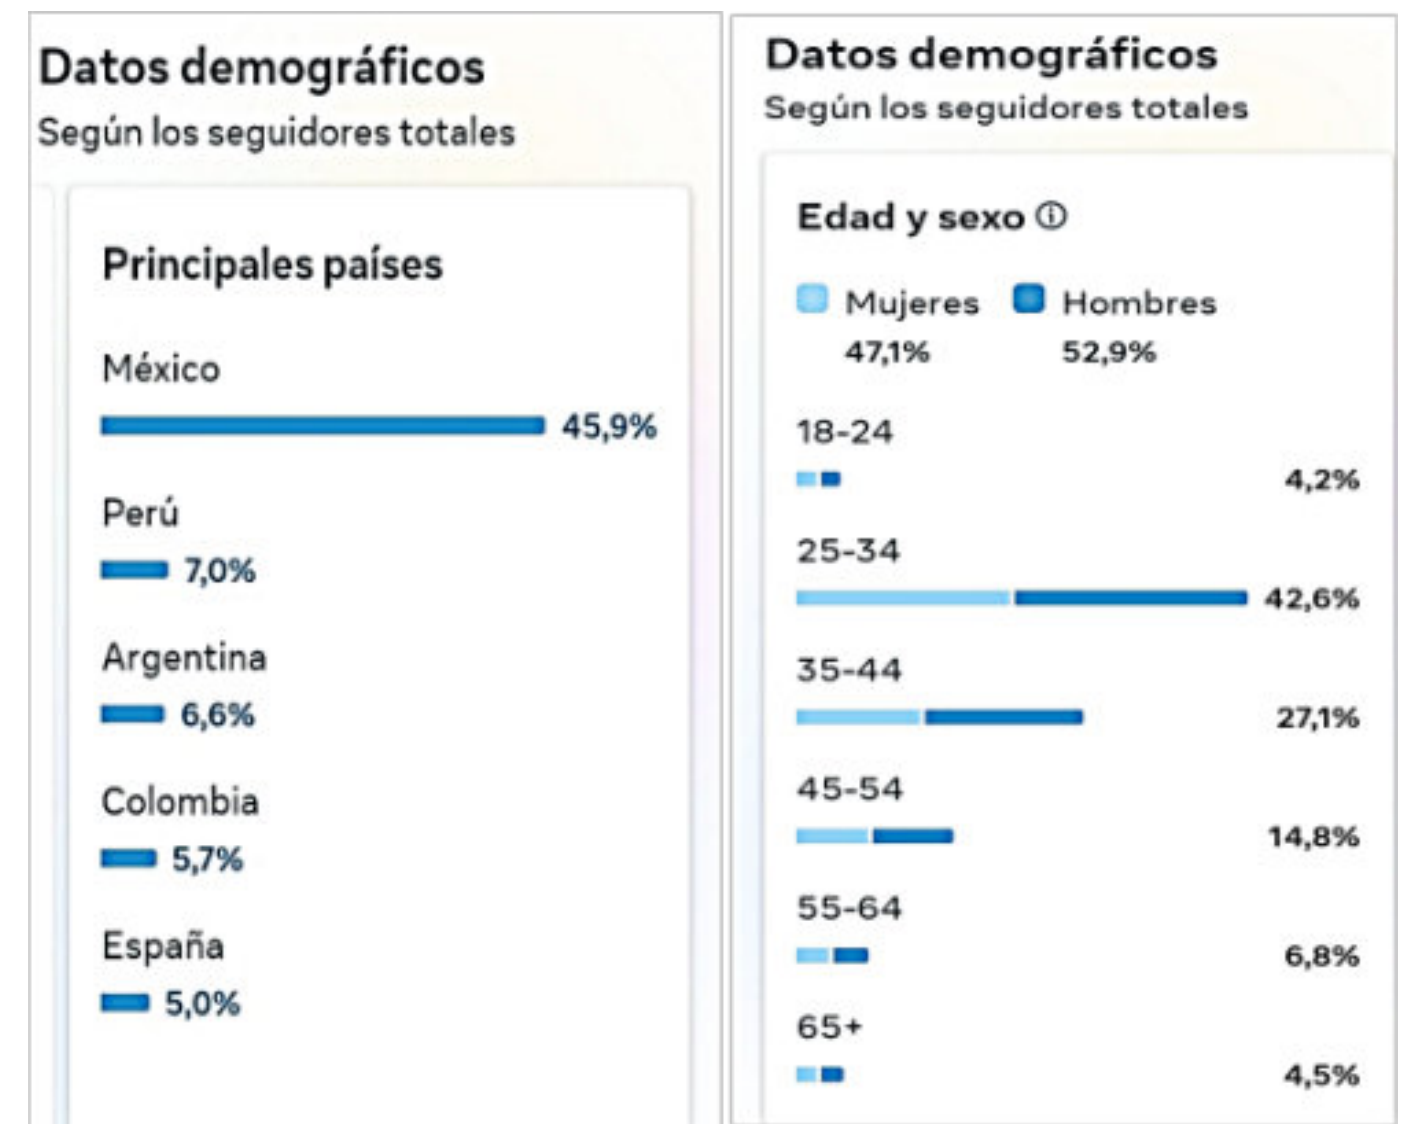 Datos demográficos
Según los seguidores totales
Principales países
México
45,9%
Perú
7,0%
Argentina
6,6%
Colombia
5,7%
España
5,0%
Datos demográficos
Según los seguidores totales
Edad y sexo
Mujeres Hombres
47,1% 52,9%
18-24
4,2%
25-34
42,6%
35-44
27,1%
45-54
14,8%
55-64
6,8%
65+
4,5%